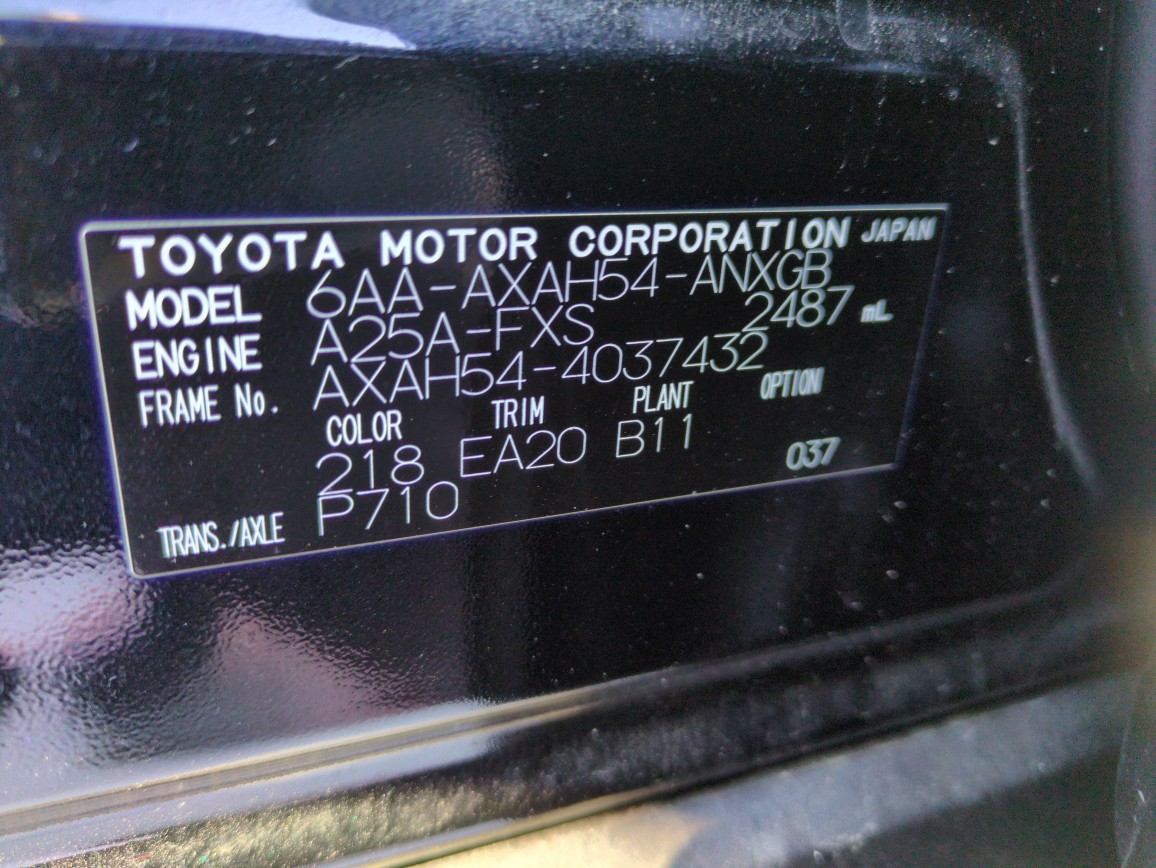 TOYOTA MOTOR CORPORATION JAPAN
MODEL 6AA-AXAH54-ANXGB
ENGINE A25A-FXS 2487 mL
FRAME No. AXAH54-4037432
COLOR TRIM PLANT OPTION
218 EA20 B11 037
TRANS./AXLE P710